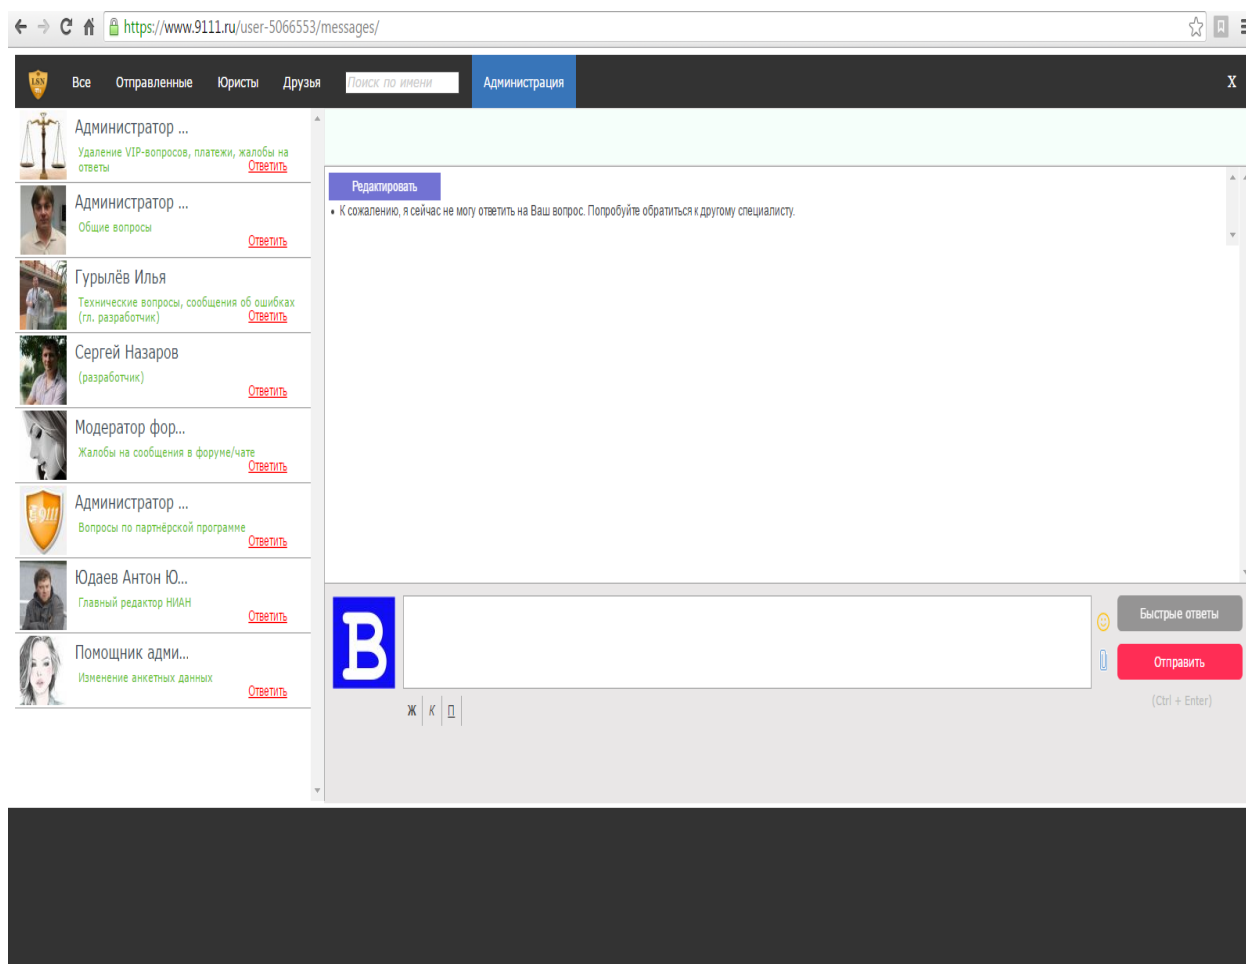 https://www.9111.ru/user-5066553/messages/
LSN
Все Отправленные Юристы Друзья Поиск по имени Администрация X
Администратор ...
Удаление VIP-вопросов, платежи, жалобы на
ответы
Ответить
Администратор ...
Общие вопросы
Ответить
Гурылёв Илья
Технические вопросы, сообщения об ошибках
(гл. разработчик)
Ответить
Сергей Назаров
(разработчик)
Ответить
Модератор фор...
Жалобы на сообщения в форуме/чате
Ответить
Администратор ...
Вопросы по партнёрской программе
Ответить
Юдаев Антон Ю...
Главный редактор НИАН
Ответить
Помощник адми...
Изменение анкетных данных
Ответить
Редактировать
• К сожалению, я сейчас не могу ответить на Ваш вопрос. Попробуйте обратиться к другому специалисту.
B
Быстрые ответы
Отправить
(Ctrl + Enter)
Ж К П